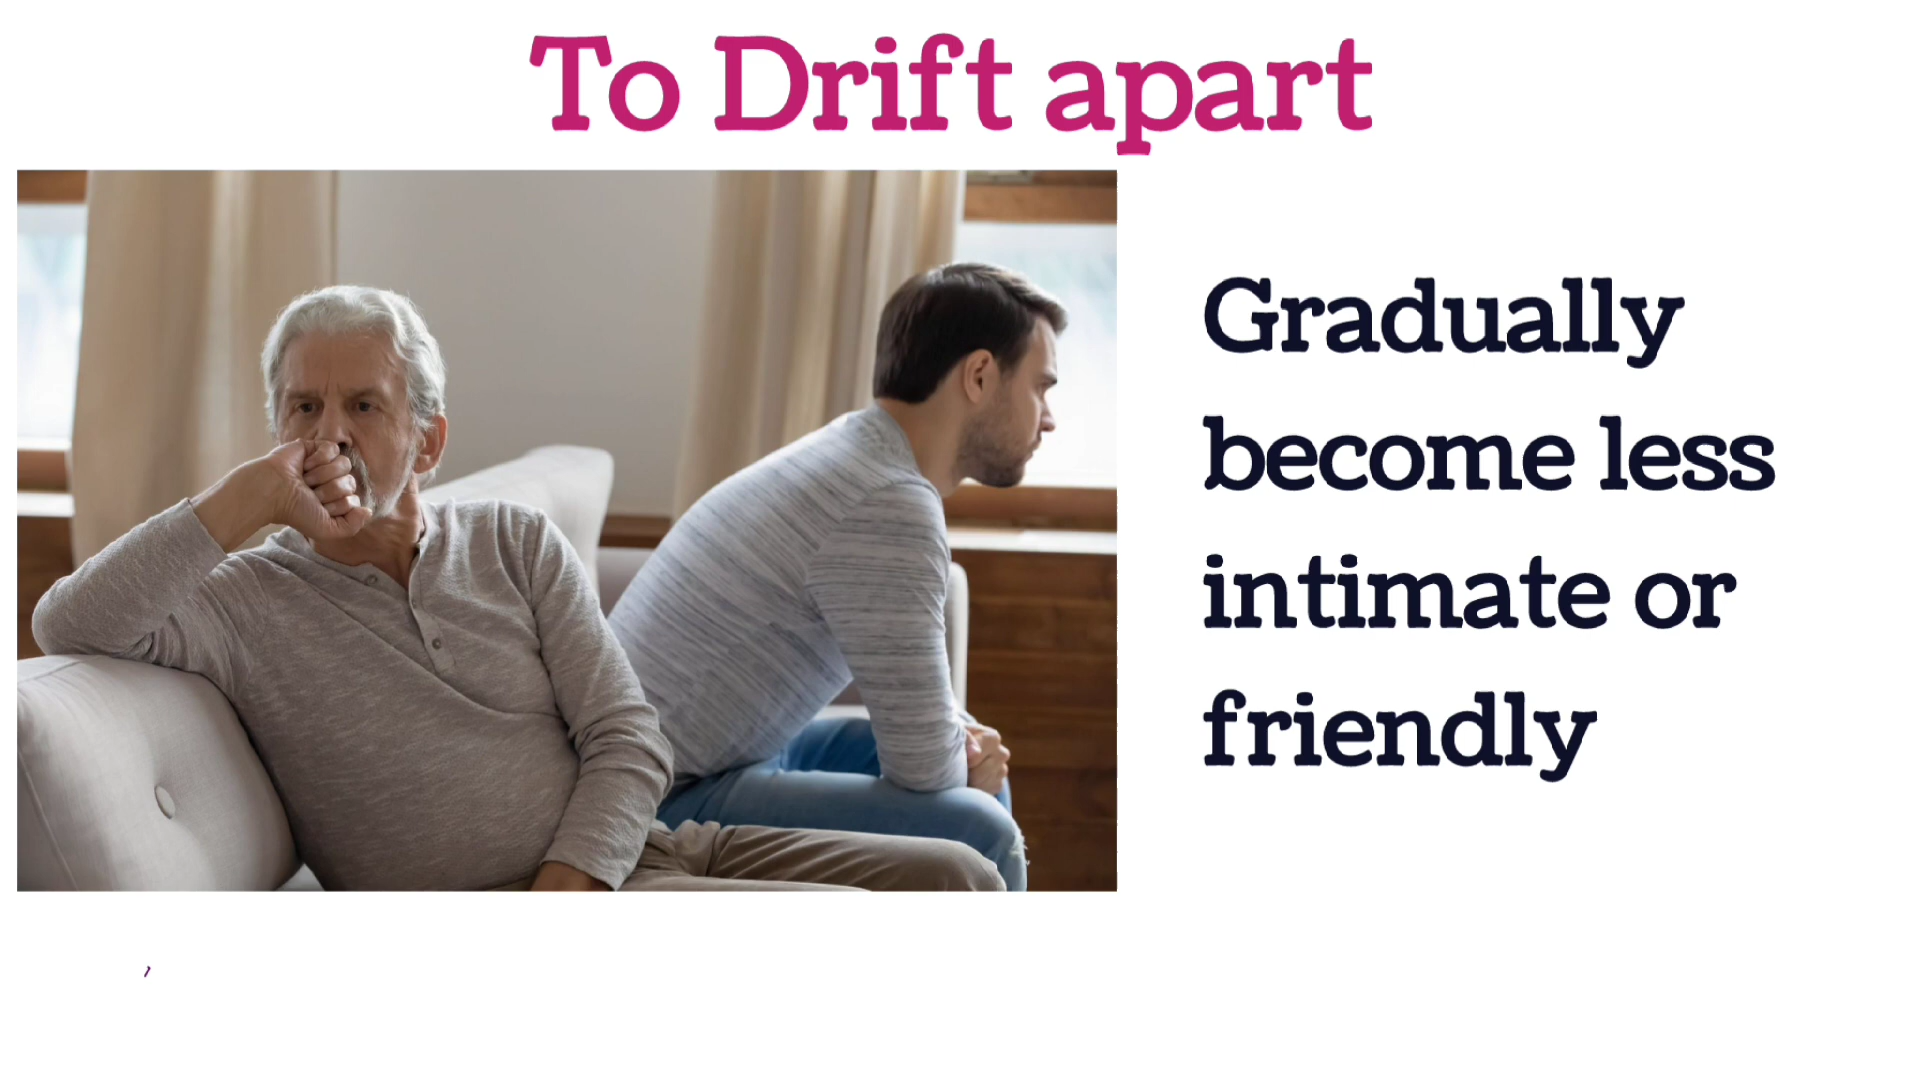 To Drift apart
Gradually
become less
intimate or
friendly